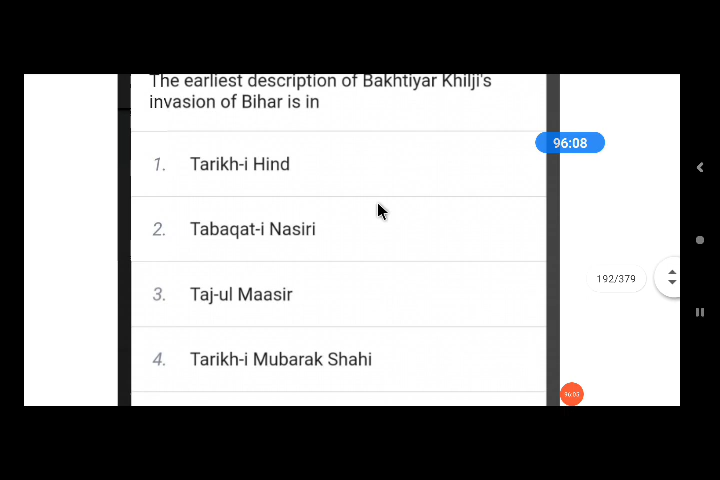 The earliest description of Bakhtiyar Khilji's
invasion of Bihar is in
96:08
1. Tarikh-i Hind
2. Tabaqat-i Nasiri
192/379
3. Taj-ul Maasir
4. Tarikh-i Mubarak Shahi